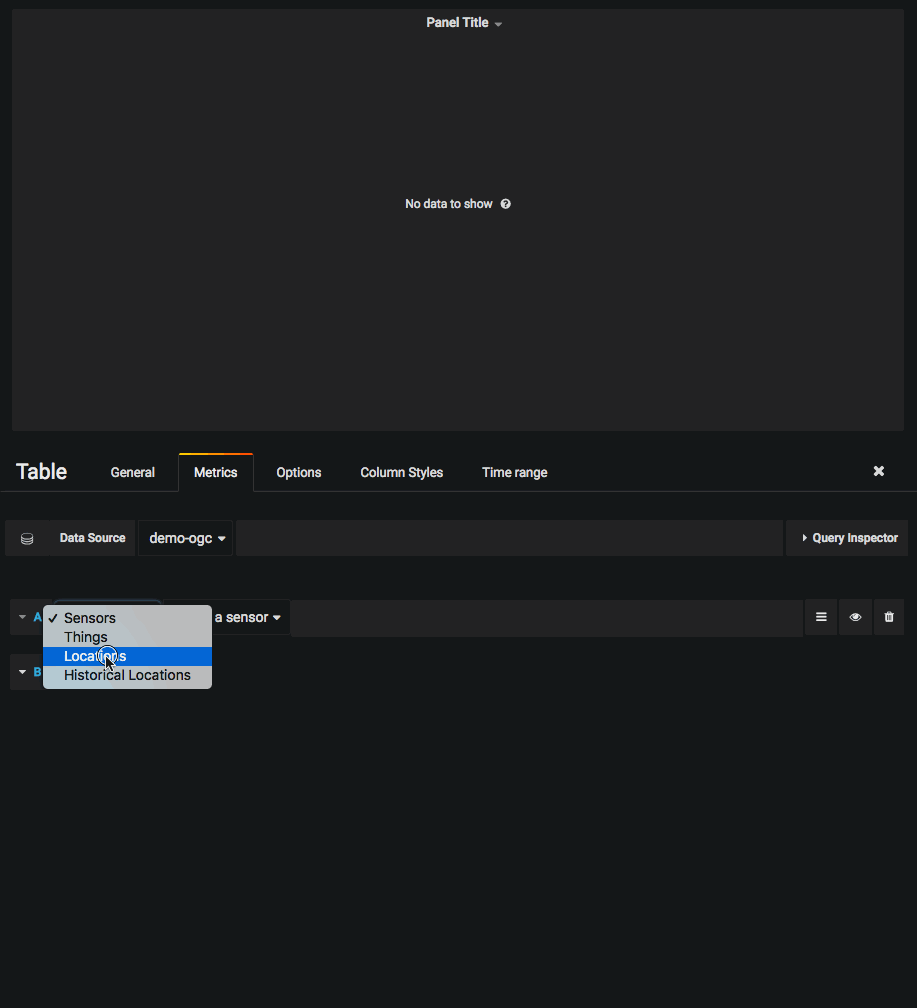 Panel Title
No data to show
Table General Metrics Options Column Styles Time range
Data Source demo-ogc Query Inspector
A a sensor
Sensors
Things
Locations
Historical Locations
B